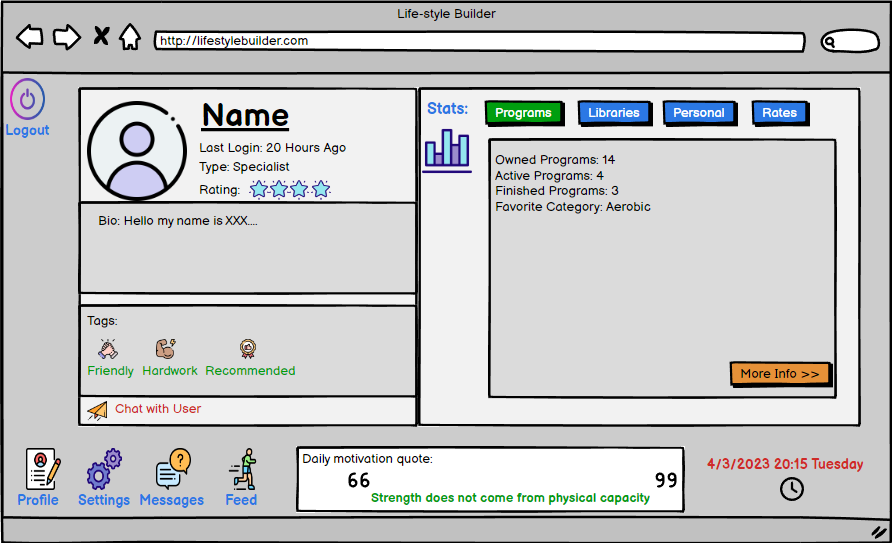 Life-style Builder
http://lifestylebuilder.com
Logout
Name
Last Login: 20 Hours Ago
Type: Specialist
Rating:
Bio: Hello my name is XXX....
Tags:
Friendly Hardwork Recommended
Chat with User
Stats:
Programs Libraries Personal Rates
Owned Programs: 14
Active Programs: 4
Finished Programs: 3
Favorite Category: Aerobic
More Info >>
Profile Settings Messages Feed
Daily motivation quote:
66 99
Strength does not come from physical capacity
4/3/2023 20:15 Tuesday